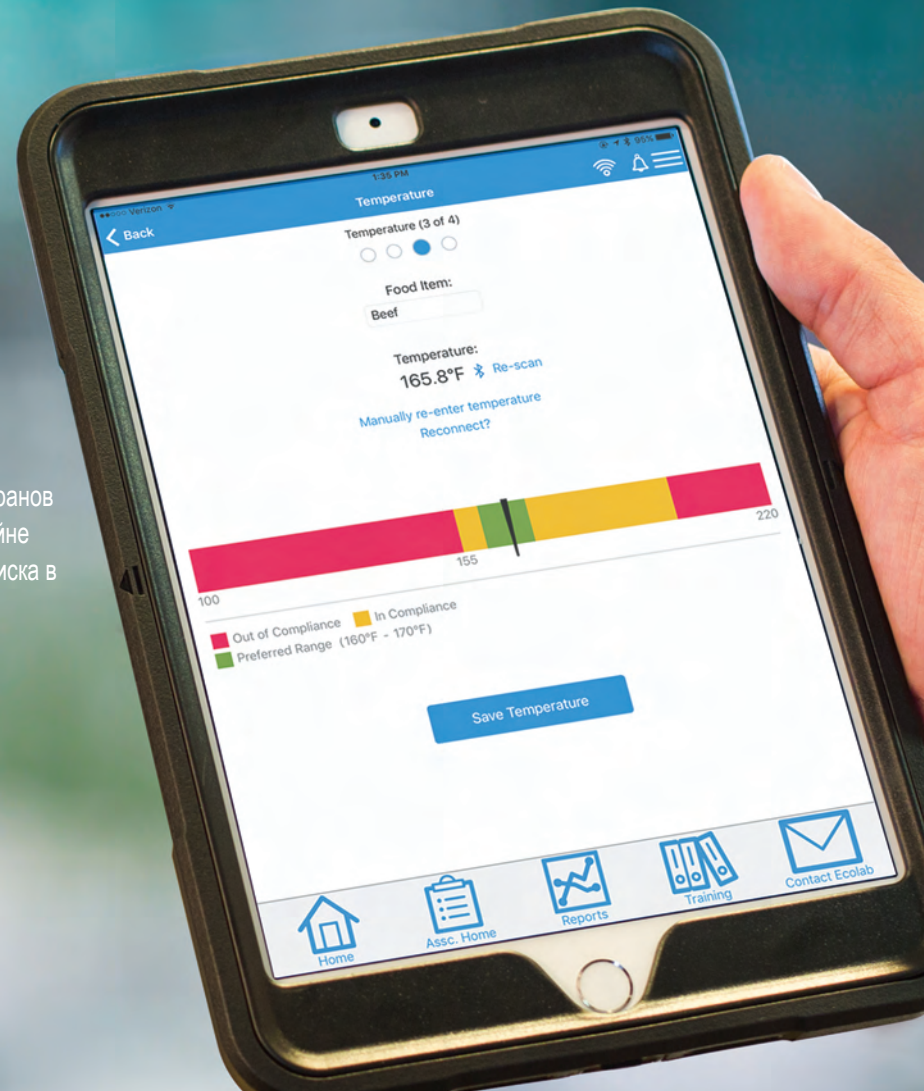 ранов
йне
иска в
Verizon
1:35 PM
95%
Back
Temperature
Temperature (3 of 4)
Food Item:
Beef
Temperature:
165.8°F Re-scan
Manually re-enter temperature
Reconnect?
100 155 220
Out of Compliance In Compliance
Preferred Range (160°F - 170°F)
Save Temperature
Home Assc. Home Reports Training Contact Ecolab